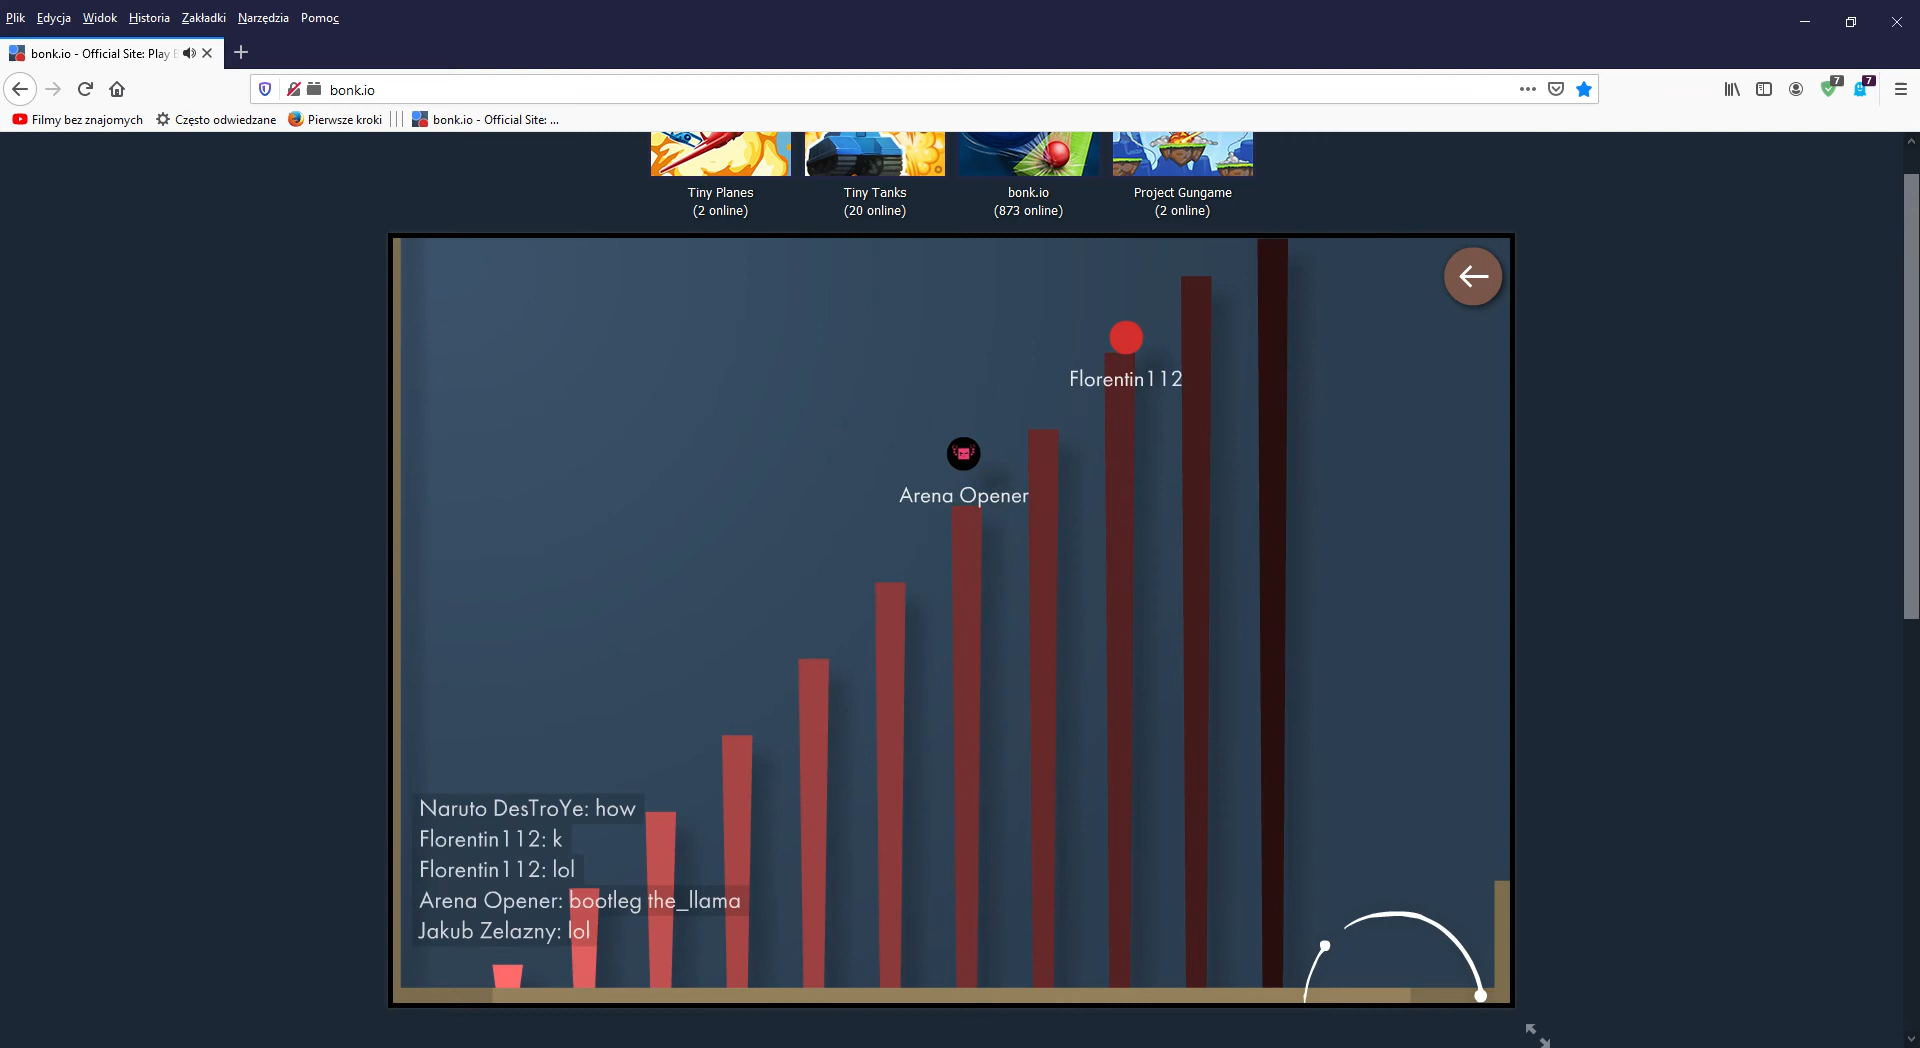 Plik Edycja Widok Historia Zakładki Narzędzia Pomoc
bonk.io - Official Site: Play
bonk.io
7 7
Filmy bez znajomych Często odwiedzane Pierwsze kroki bonk.io - Official Site: ...
Tiny Planes Tiny Tanks bonk.io Project Gungame
(2 online) (20 online) (873 online) (2 online)
Florentin112
Arena Opener
Naruto DesTroYe: how
Florentin112: k
Florentin112: lol
Arena Opener: bootleg the_llama
Jakub Zelazny: lol